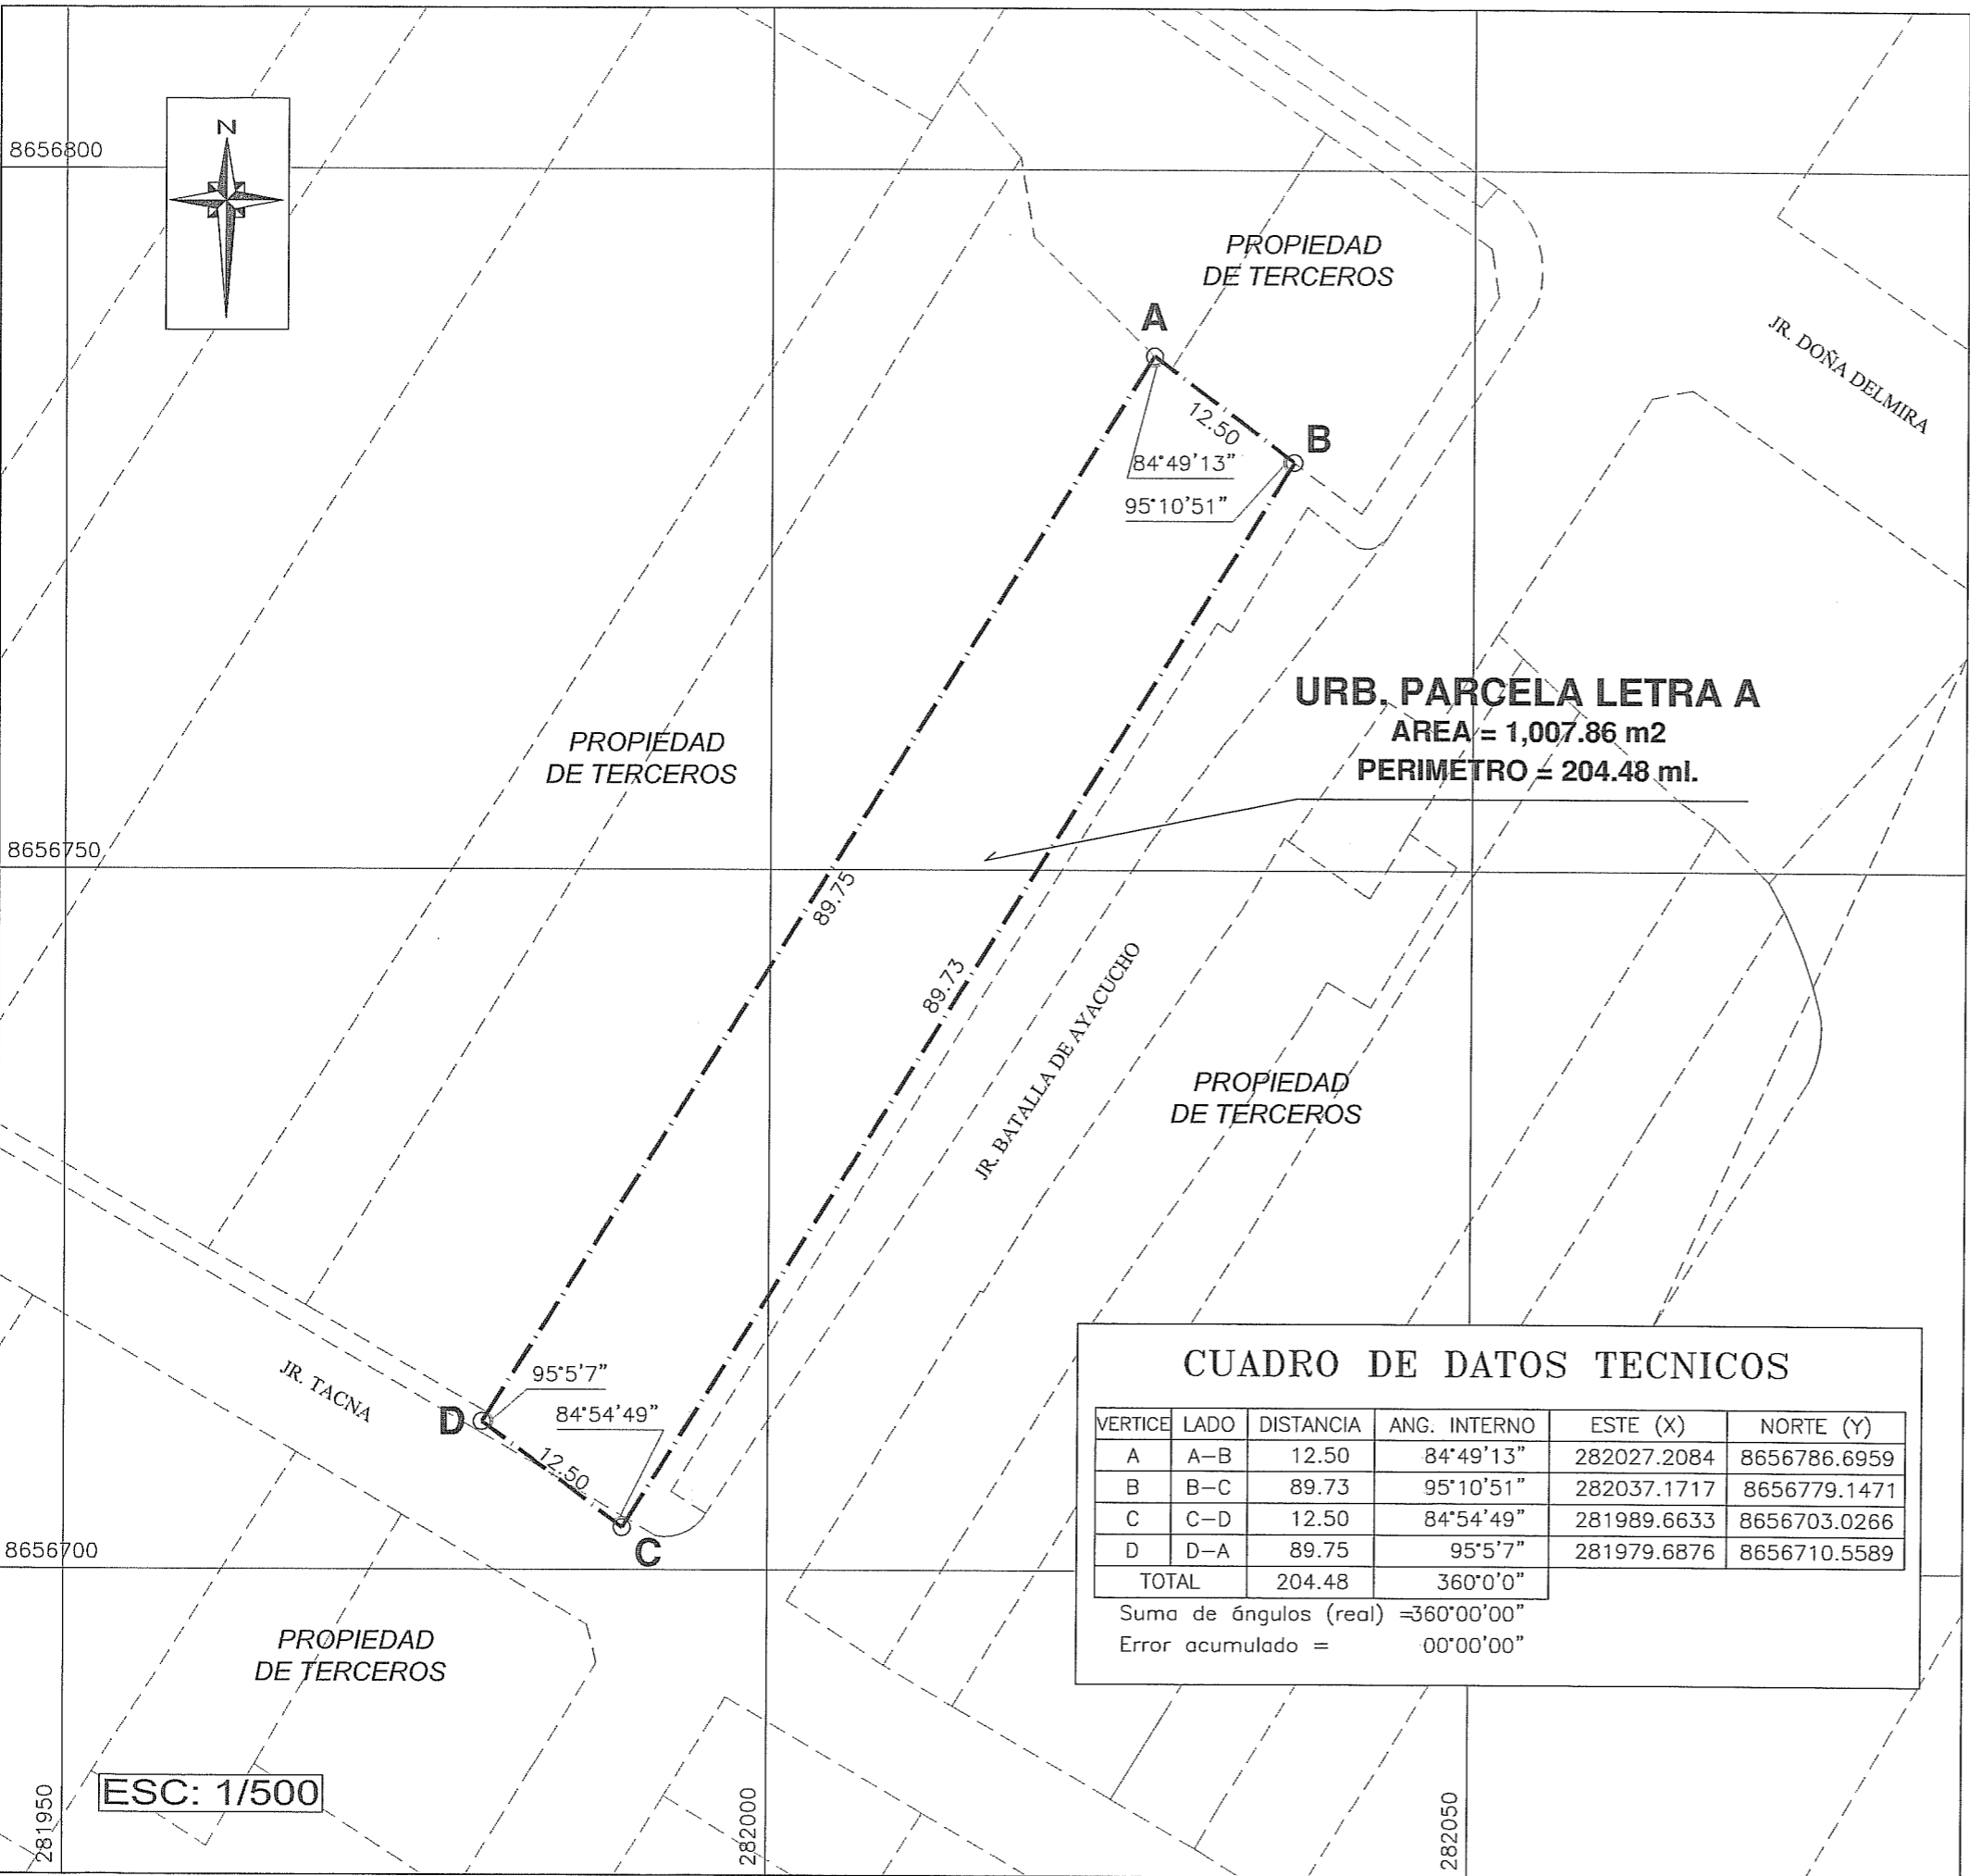 N
8656800
PROPIEDAD
DE TERCEROS
A
JR. DOÑA DELMIRA
12.50
B
84°49'13"
95°10'51"
URB. PARCELA LETRA A
AREA = 1,007.86 m2
PERIMETRO = 204.48 ml.
PROPIEDAD
DE TERCEROS
8656750
89.75
89.73
JR. BATALLA DE AYACUCHO
PROPIEDAD
DE TERCEROS
JR. TACNA
95°5'7"
84°54'49"
D
12.50
C
8656700
CUADRO DE DATOS TECNICOS
VERTICE LADO DISTANCIA ANG. INTERNO ESTE (X) NORTE (Y)
A A-B 12.50 84°49'13" 282027.2084 8656786.6959
B B-C 89.73 95°10'51" 282037.1717 8656779.1471
C C-D 12.50 84°54'49" 281989.6633 8656703.0266
D D-A 89.75 95°5'7" 281979.6876 8656710.5589
TOTAL 204.48 360°0'0"
Suma de ángulos (real) =360°00'00"
Error acumulado = 00°00'00"
PROPIEDAD
DE TERCEROS
ESC: 1/500
281950
282000
282050